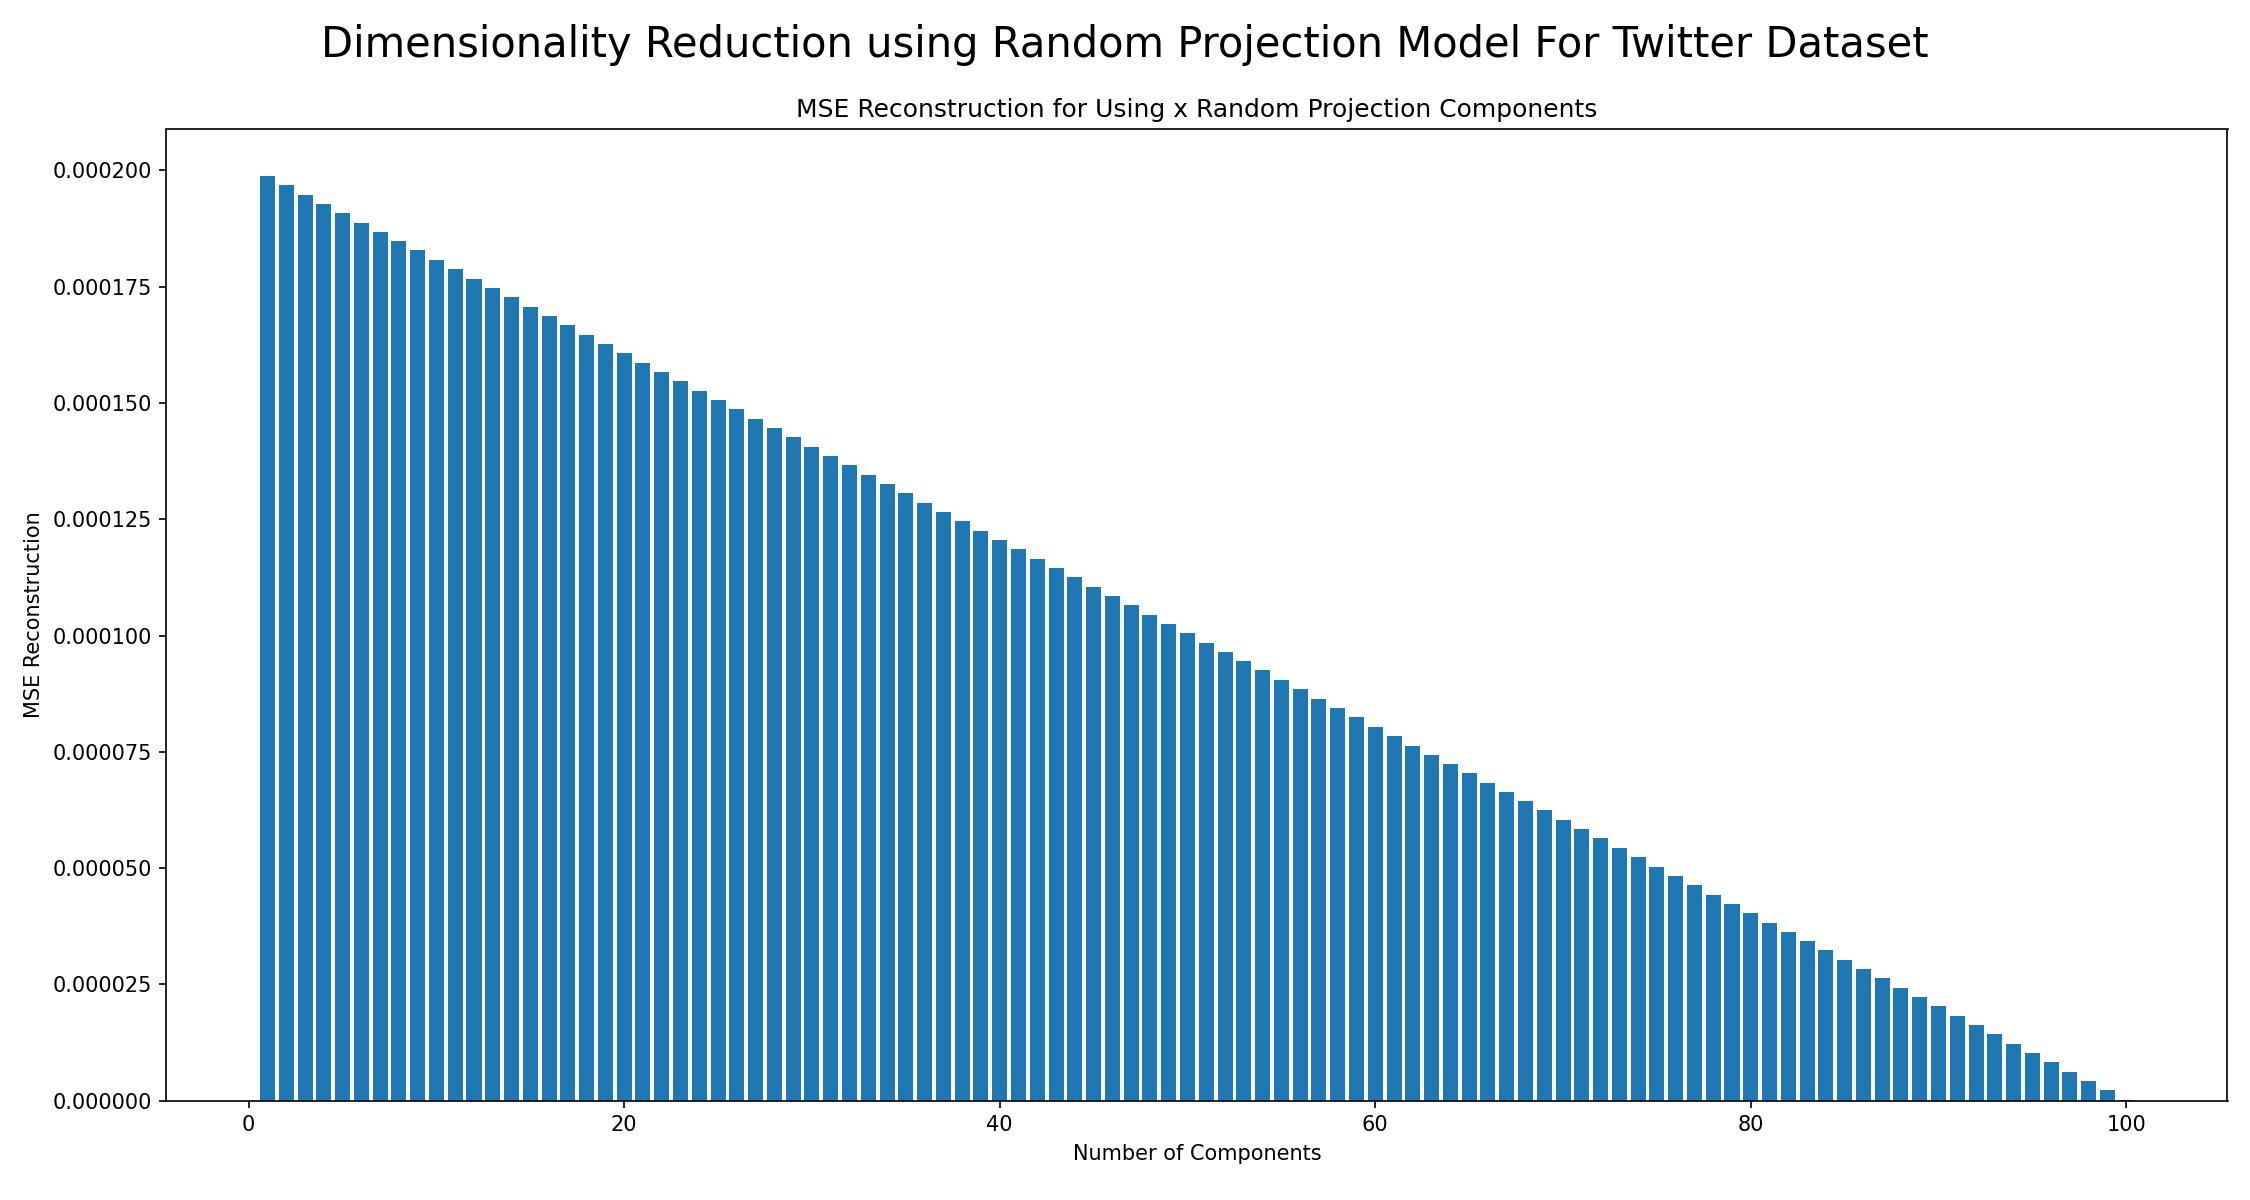 Dimensionality Reduction using Random Projection Model For Twitter Dataset
MSE Reconstruction for Using x Random Projection Components
0.000200
0.000175
0.000150
0.000125
0.000100
0.000075
0.000050
0.000025
0.000000
MSE Reconstruction
0 20 40 60 80 100
Number of Components